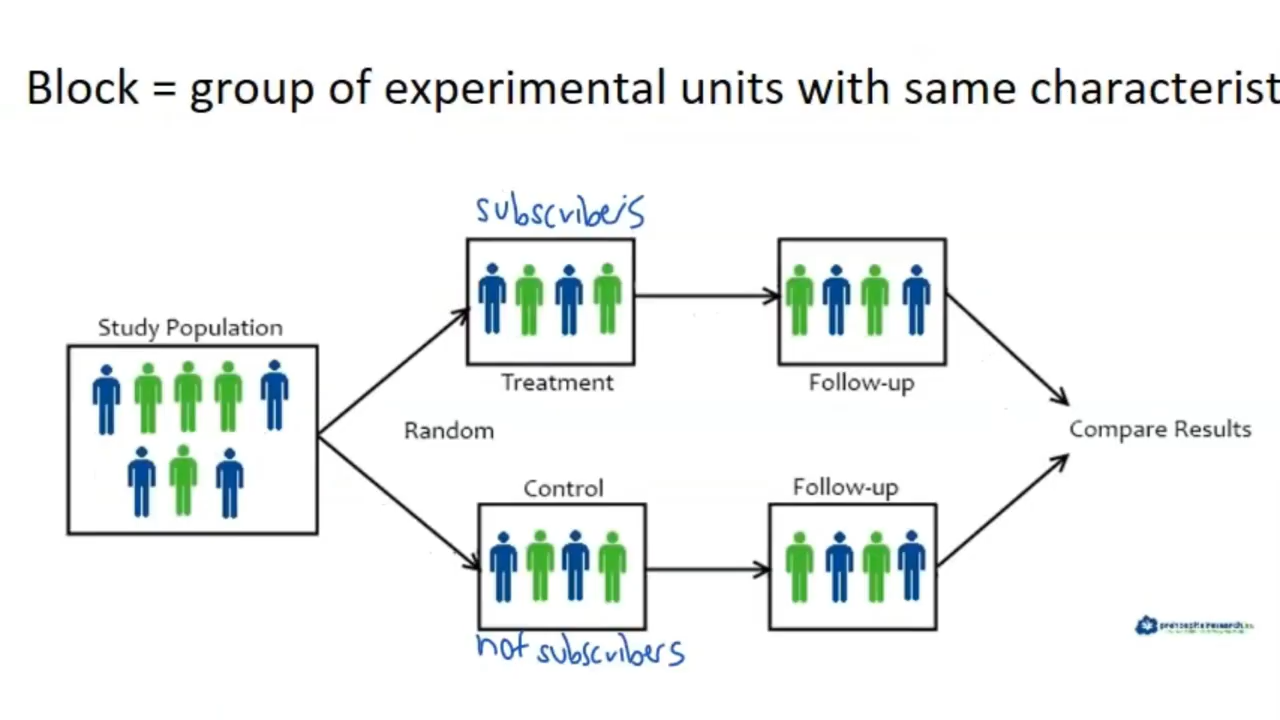 Block = group of experimental units with same characterist
subscribers
Study Population
Treatment
Follow-up
Random
Compare Results
Control
Follow-up
not subscribers